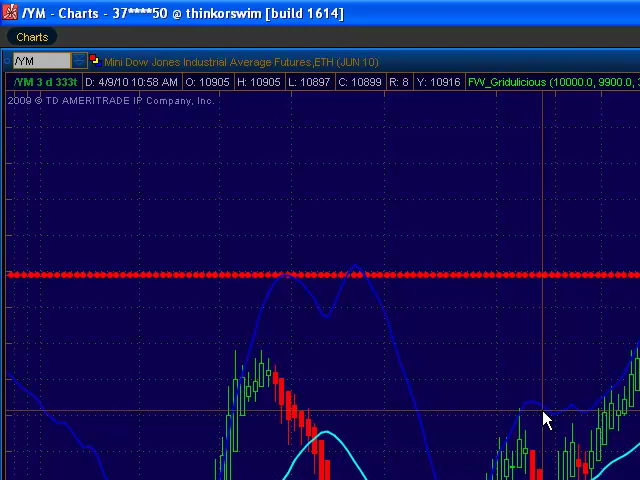 /YM - Charts - 37****50 @ thinkorswim [build 1614]
Charts
/YM Mini Dow Jones Industrial Average Futures,ETH (JUN 10)
/YM 3 d 333t D: 4/9/10 10:58 AM O: 10905 H: 10905 L: 10897 C: 10899 R: 8 Y: 10916 FW_Gridulicious (10000.0, 9900.0,
2009 © TD AMERITRADE IP Company, Inc.